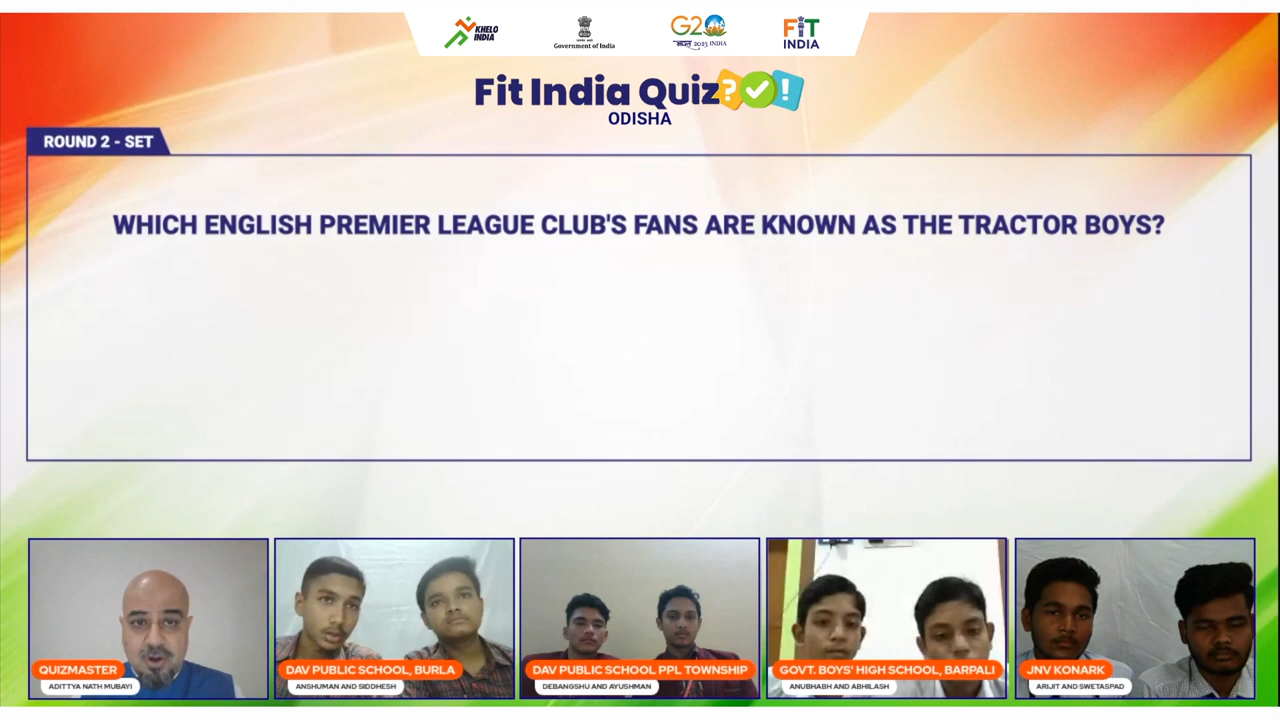 KHELO
INDIA
Government of India
G20
भारत 2023 INDIA
FIT
INDIA
Fit India Quiz?!
ODISHA
ROUND 2 - SET
WHICH ENGLISH PREMIER LEAGUE CLUB'S FANS ARE KNOWN AS THE TRACTOR BOYS?
QUIZMASTER
ADITTYA NATH MUBAYI
DAV PUBLIC SCHOOL, BURLA
ANSHUMAN AND SIDDHESH
DAV PUBLIC SCHOOL PPL TOWNSHIP
DEBANGSHU AND AYUSHMAN
GOVT. BOYS' HIGH SCHOOL, BARPALI
ANUBHABH AND ABHILASH
JNV KONARK
ARIJIT AND SWETASPAD